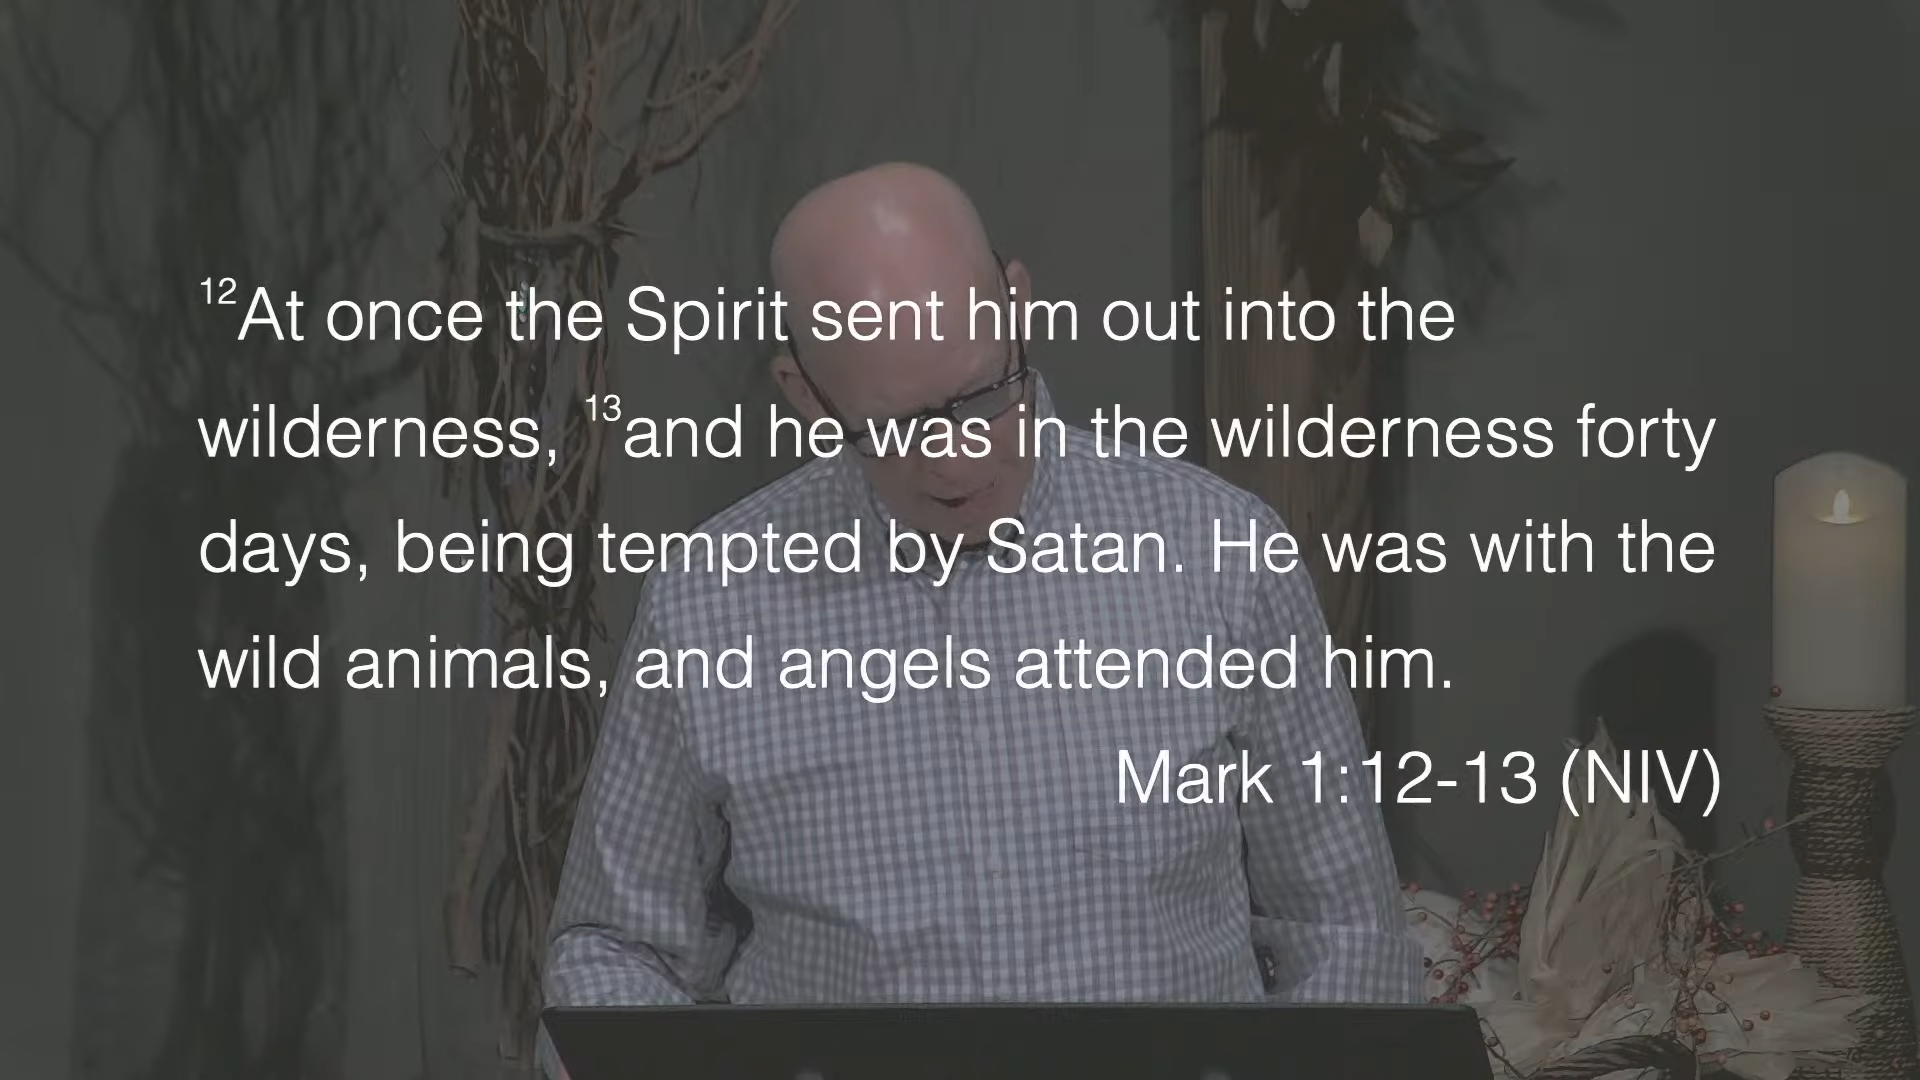 12At once the Spirit sent him out into the
wilderness, 13and he was in the wilderness forty
days, being tempted by Satan. He was with the
wild animals, and angels attended him.
Mark 1:12-13 (NIV)